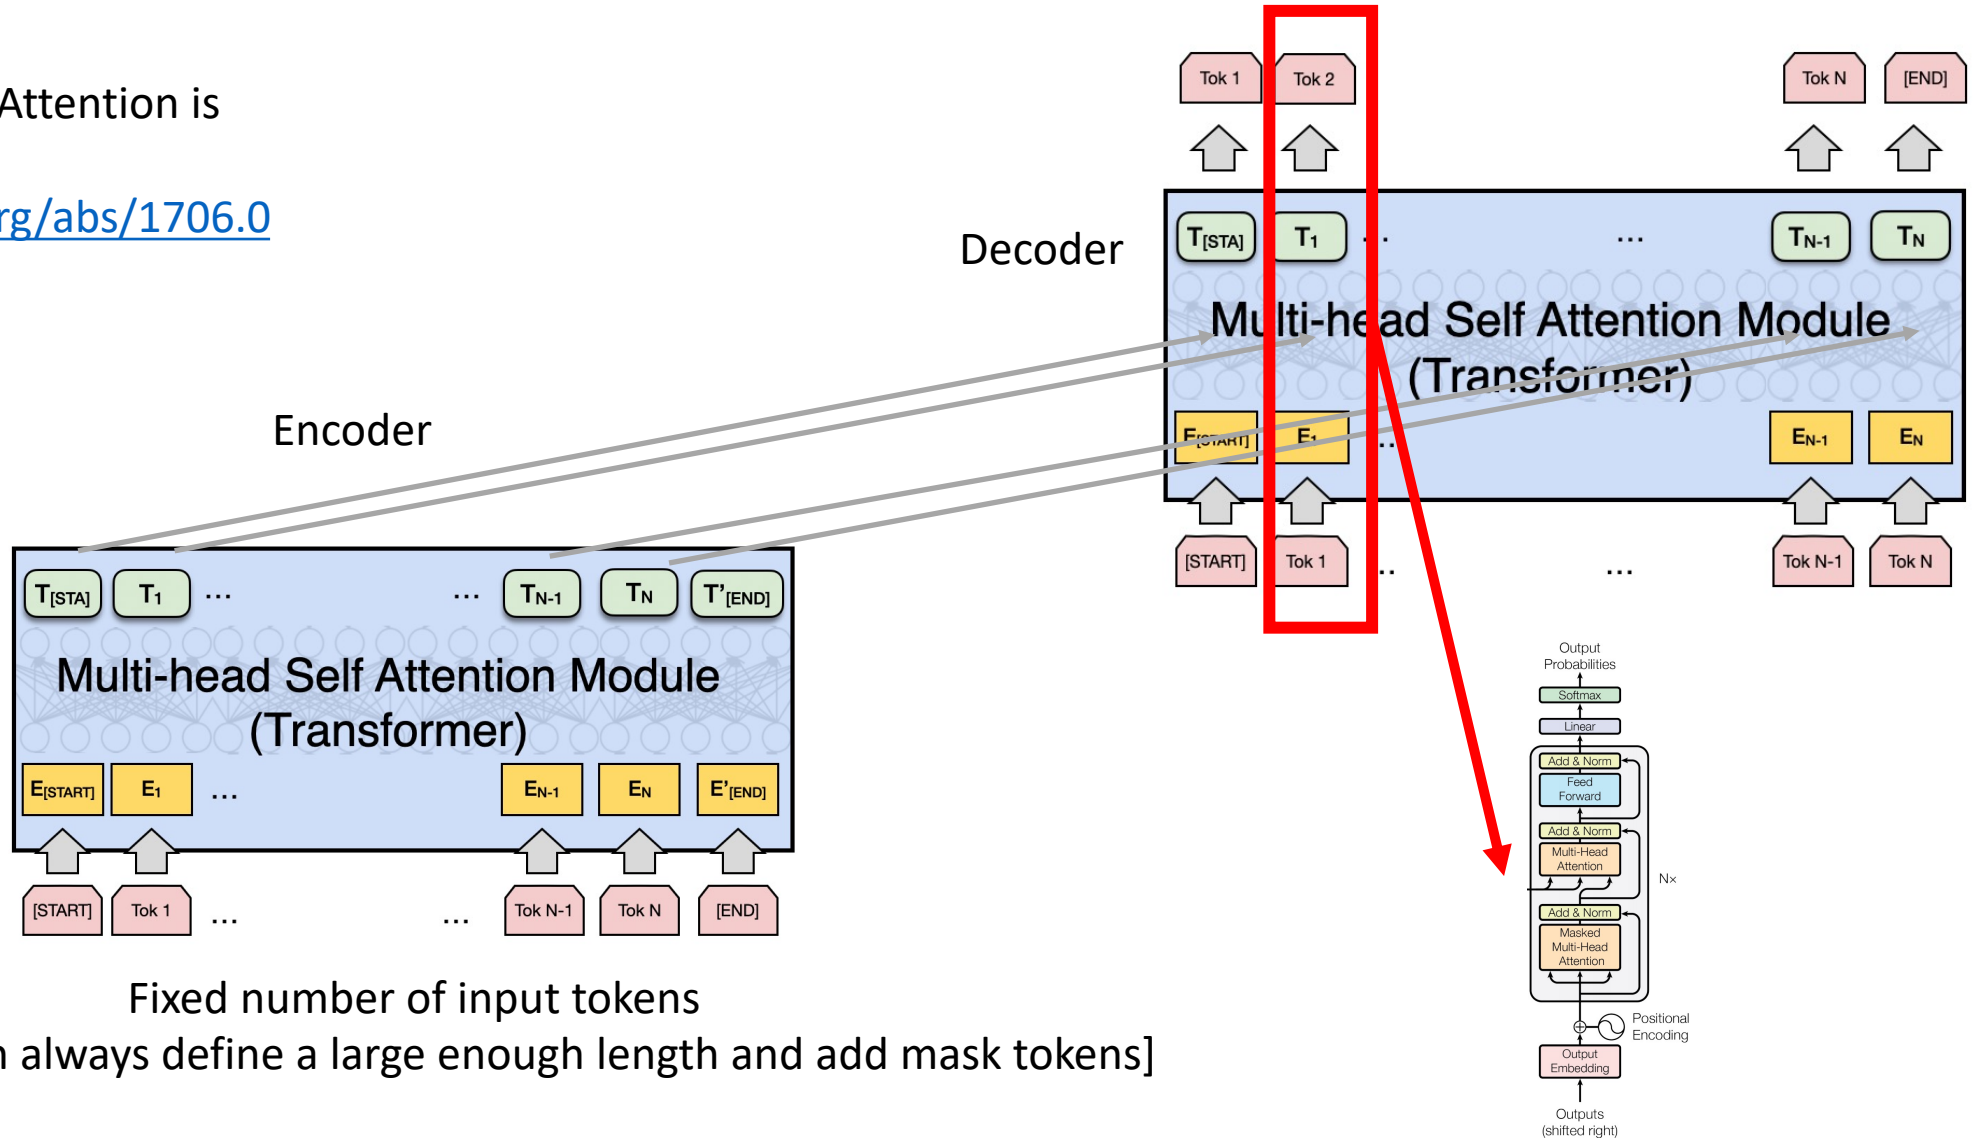 Attention is
rg/abs/1706.0
Encoder
T[STA] T1 ... ... TN-1 TN T'[END]
Multi-head Self Attention Module
(Transformer)
E[START] E1 ... EN-1 EN E'[END]
[START] Tok 1 ... ... Tok N-1 Tok N [END]
Fixed number of input tokens
n always define a large enough length and add mask tokens]
Decoder
Tok 1 Tok 2 Tok N [END]
T[STA] T1 ... ... TN-1 TN
Multi-head Self Attention Module
(Transformer)
E[START] E1 .. EN-1 EN
[START] Tok 1 .. ... Tok N-1 Tok N
Output
Probabilities
Softmax
Linear
Add & Norm
Feed
Forward
Add & Norm
Multi-Head
Attention
N×
Add & Norm
Masked
Multi-Head
Attention
Positional
Encoding
Output
Embedding
Outputs
(shifted right)